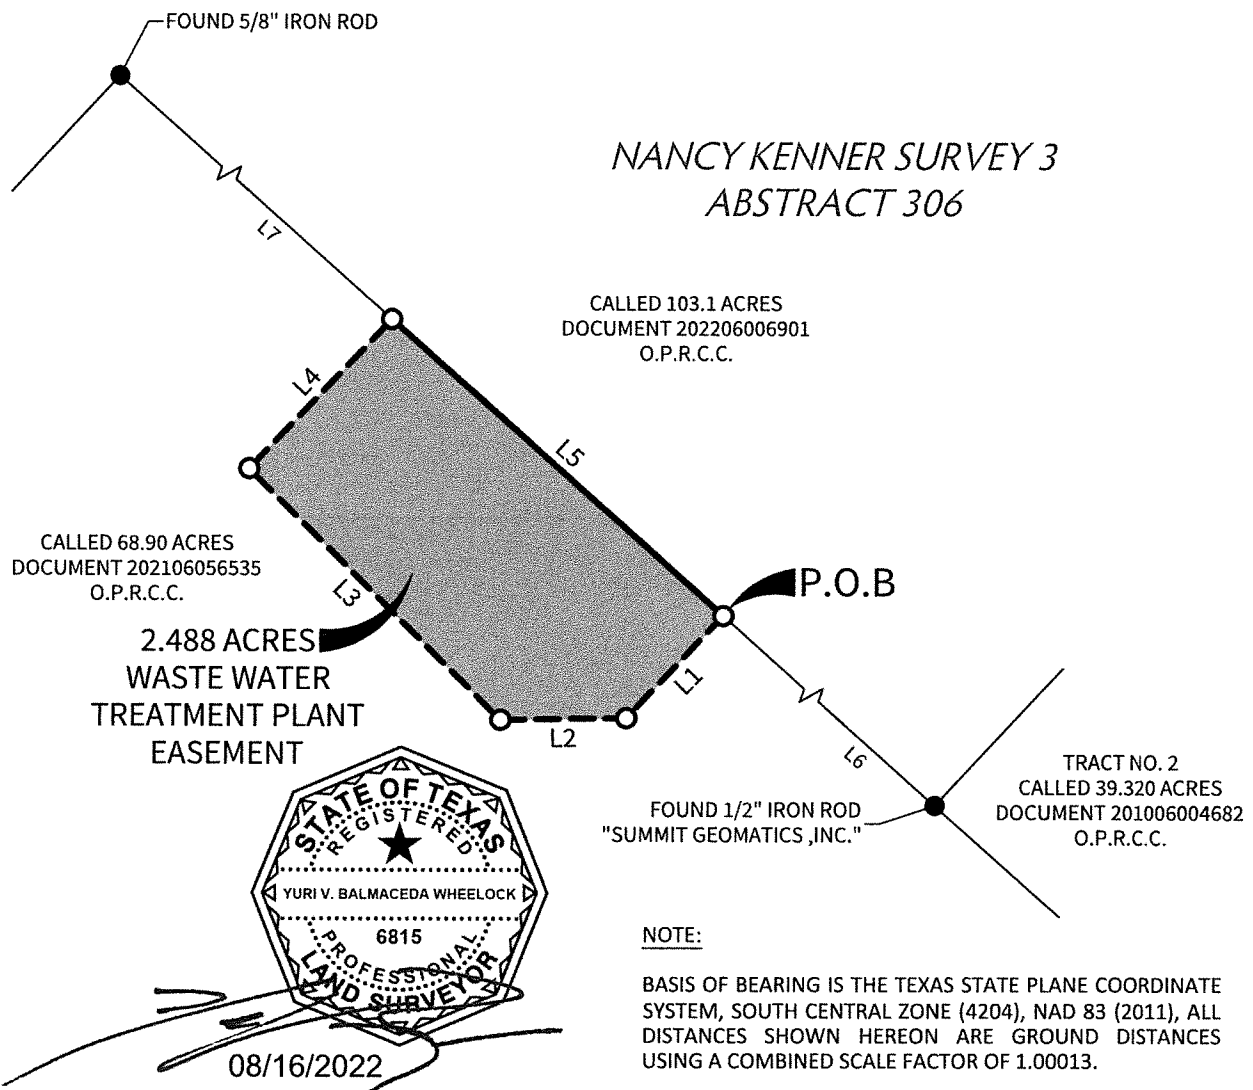 FOUND 5/8" IRON ROD
NANCY KENNER SURVEY 3
ABSTRACT 306
L7
CALLED 103.1 ACRES
DOCUMENT 202206006901
O.P.R.C.C.
L4
L5
CALLED 68.90 ACRES
DOCUMENT 202106056535
O.P.R.C.C.
L3
P.O.B
2.488 ACRES
WASTE WATER
TREATMENT PLANT
EASEMENT
L1
L2
L6
TRACT NO. 2
CALLED 39.320 ACRES
DOCUMENT 201006004682
O.P.R.C.C.
FOUND 1/2" IRON ROD
"SUMMIT GEOMATICS ,INC."
STATE OF TEXAS
REGISTERED
YURI V. BALMACEDA WHEELOCK
6815
PROFESSIONAL
LAND SURVEYOR
08/16/2022
NOTE:
BASIS OF BEARING IS THE TEXAS STATE PLANE COORDINATE
SYSTEM, SOUTH CENTRAL ZONE (4204), NAD 83 (2011), ALL
DISTANCES SHOWN HEREON ARE GROUND DISTANCES
USING A COMBINED SCALE FACTOR OF 1.00013.